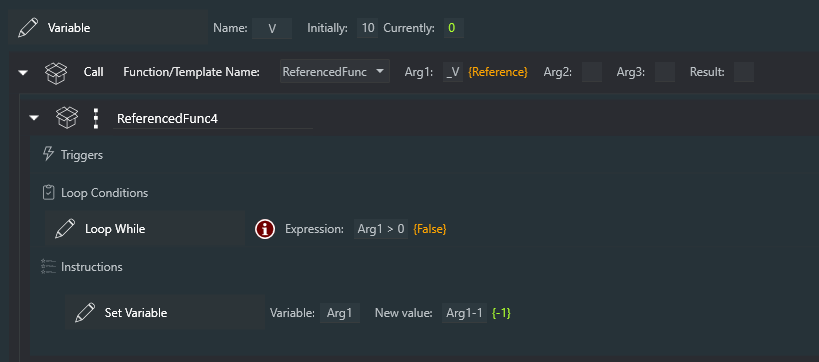 Variable Name: V Initially: 10 Currently: 0
Call Function/Template Name: ReferencedFunc Arg1: _V {Reference} Arg2: Arg3: Result:
ReferencedFunc4
Triggers
Loop Conditions
Loop While Expression: Arg1 > 0 {False}
Instructions
Set Variable Variable: Arg1 New value: Arg1-1 {-1}